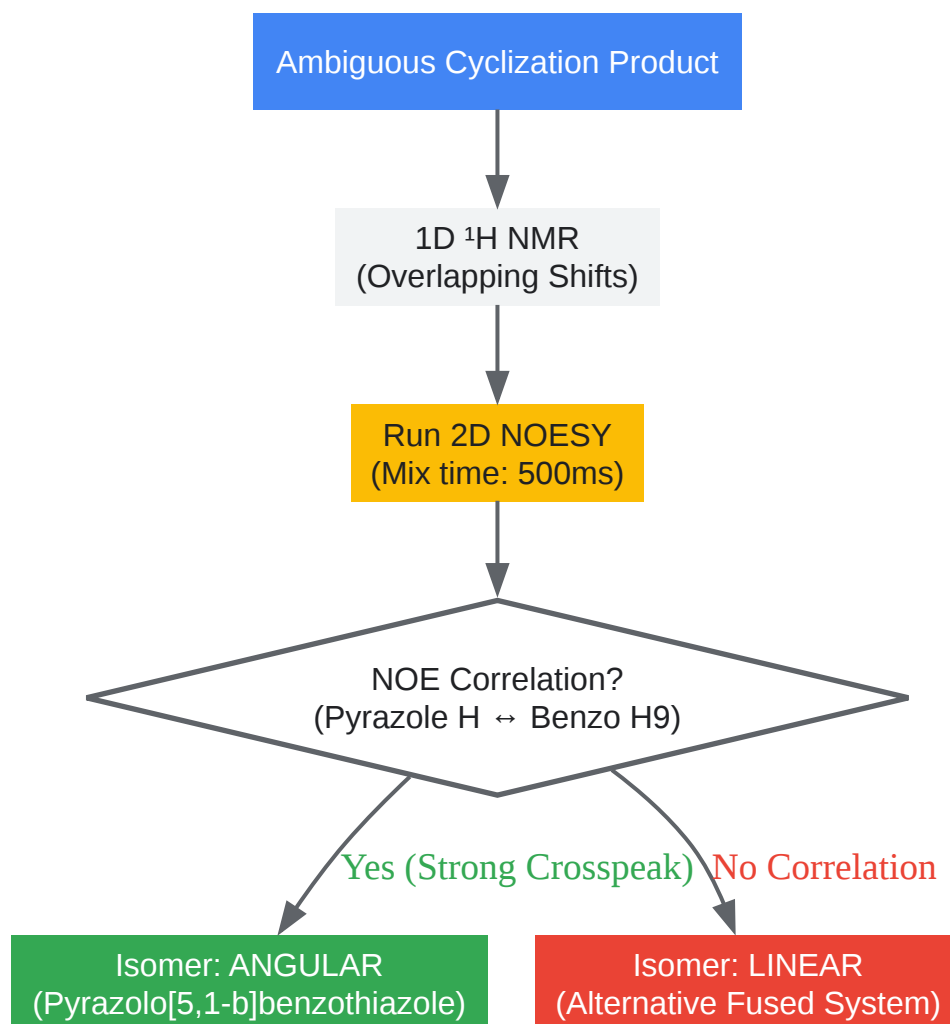 Ambiguous Cyclization Product
1D ¹H NMR
(Overlapping Shifts)
Run 2D NOESY
(Mix time: 500ms)
NOE Correlation?
(Pyrazole H ↔ Benzo H9)
Yes (Strong Crosspeak)
No Correlation
Isomer: ANGULAR
(Pyrazolo[5,1-b]benzothiazole)
Isomer: LINEAR
(Alternative Fused System)